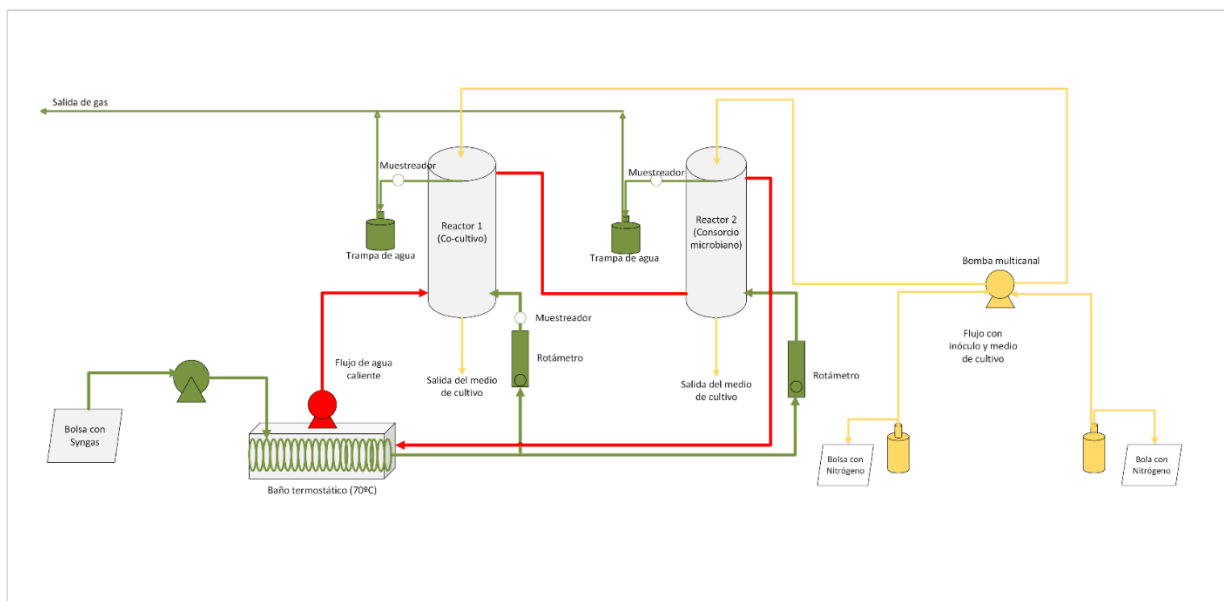 Salida de gas
Muestreador
Muestreador
Reactor 1
(Co-cultivo)
Reactor 2
(Consorcio
microbiano)
Trampa de agua
Trampa de agua
Bomba multicanal
Muestreador
Flujo con
inóculo y medio
de cultivo
Flujo de agua
caliente
Rotámetro
Rotámetro
Salida del medio
de cultivo
Salida del medio
de cultivo
Bolsa con
Syngas
Bolsa con
Nitrógeno
Bola con
Nitrógeno
Baño termostático (70ºC)